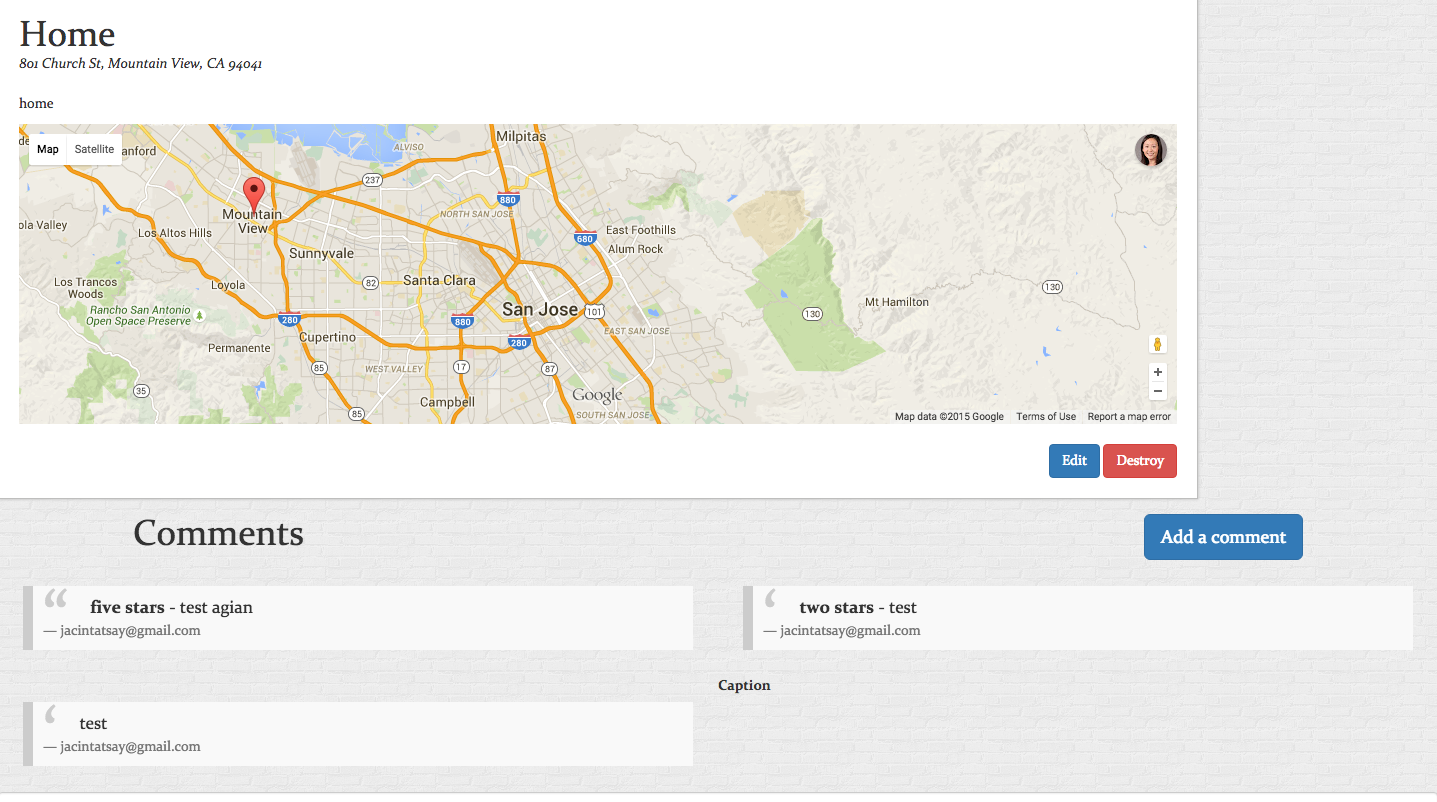 Home
801 Church St, Mountain View, CA 94041
home
Map Satellite
Milpitas
ALVISO
anford
237
880
Mountain
View
NORTH SAN JOSE
ola Valley
Los Altos Hills
680
East Foothills
Alum Rock
Sunnyvale
Los Trancos
Woods
Loyola
82
Santa Clara
130
Mt Hamilton
San Jose
101
130
Rancho San Antonio
Open Space Preserve
280
880
EAST SAN JOSE
Cupertino
280
Permanente
85
WEST VALLEY
17
87
35
Campbell
Google
85
SOUTH SAN JOSE
Map data ©2015 Google Terms of Use Report a map error
+
−
Edit Destroy
Comments
Add a comment
“ five stars - test agian
— jacintatsay@gmail.com
‘ two stars - test
— jacintatsay@gmail.com
Caption
‘ test
— jacintatsay@gmail.com